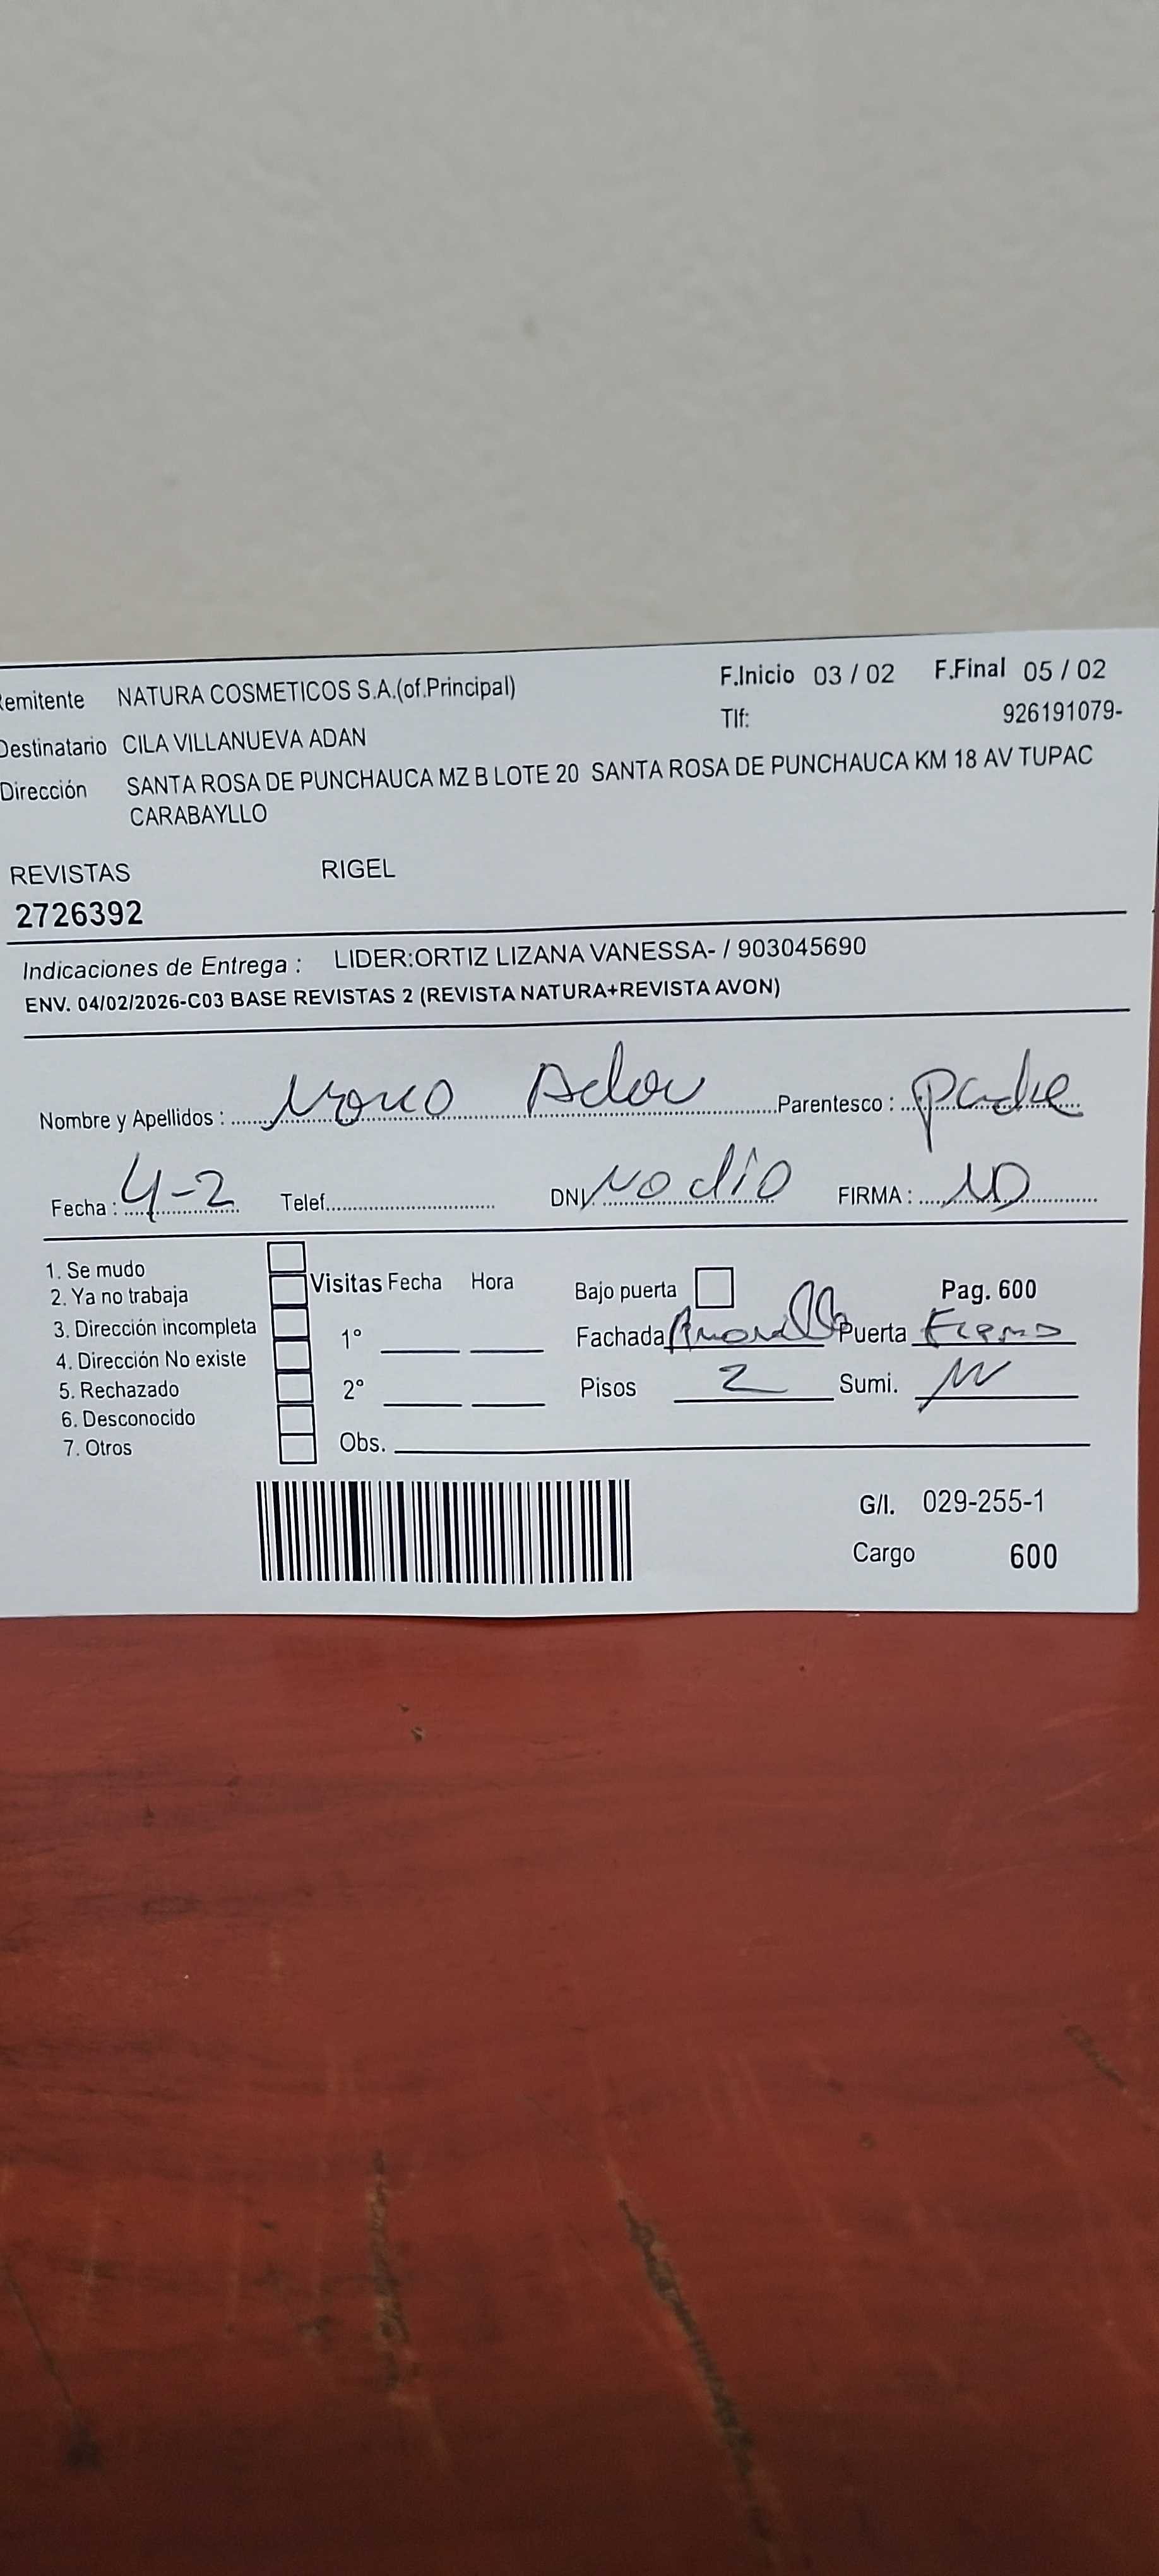 Remitente NATURA COSMETICOS S.A.(of.Principal) F.Inicio 03 / 02 F.Final 05 / 02
Tlf: 926191079-
Destinatario CILA VILLANUEVA ADAN
Dirección SANTA ROSA DE PUNCHAUCA MZ B LOTE 20 SANTA ROSA DE PUNCHAUCA KM 18 AV TUPAC
CARABAYLLO
REVISTAS RIGEL
2726392
Indicaciones de Entrega : LIDER:ORTIZ LIZANA VANESSA- / 903045690
ENV. 04/02/2026-C03 BASE REVISTAS 2 (REVISTA NATURA+REVISTA AVON)
Nombre y Apellidos : Parentesco : padre
Fecha : 4-2 Telef. DNI. No dio FIRMA : ND
1. Se mudo
2. Ya no trabaja
3. Dirección incompleta
4. Dirección No existe
5. Rechazado
6. Desconocido
7. Otros
Visitas Fecha Hora
1°
2°
Obs.
Bajo puerta Pag. 600
Fachada Amarilla Puerta Fierro
Pisos 2 Sumi.
G/I. 029-255-1
Cargo 600